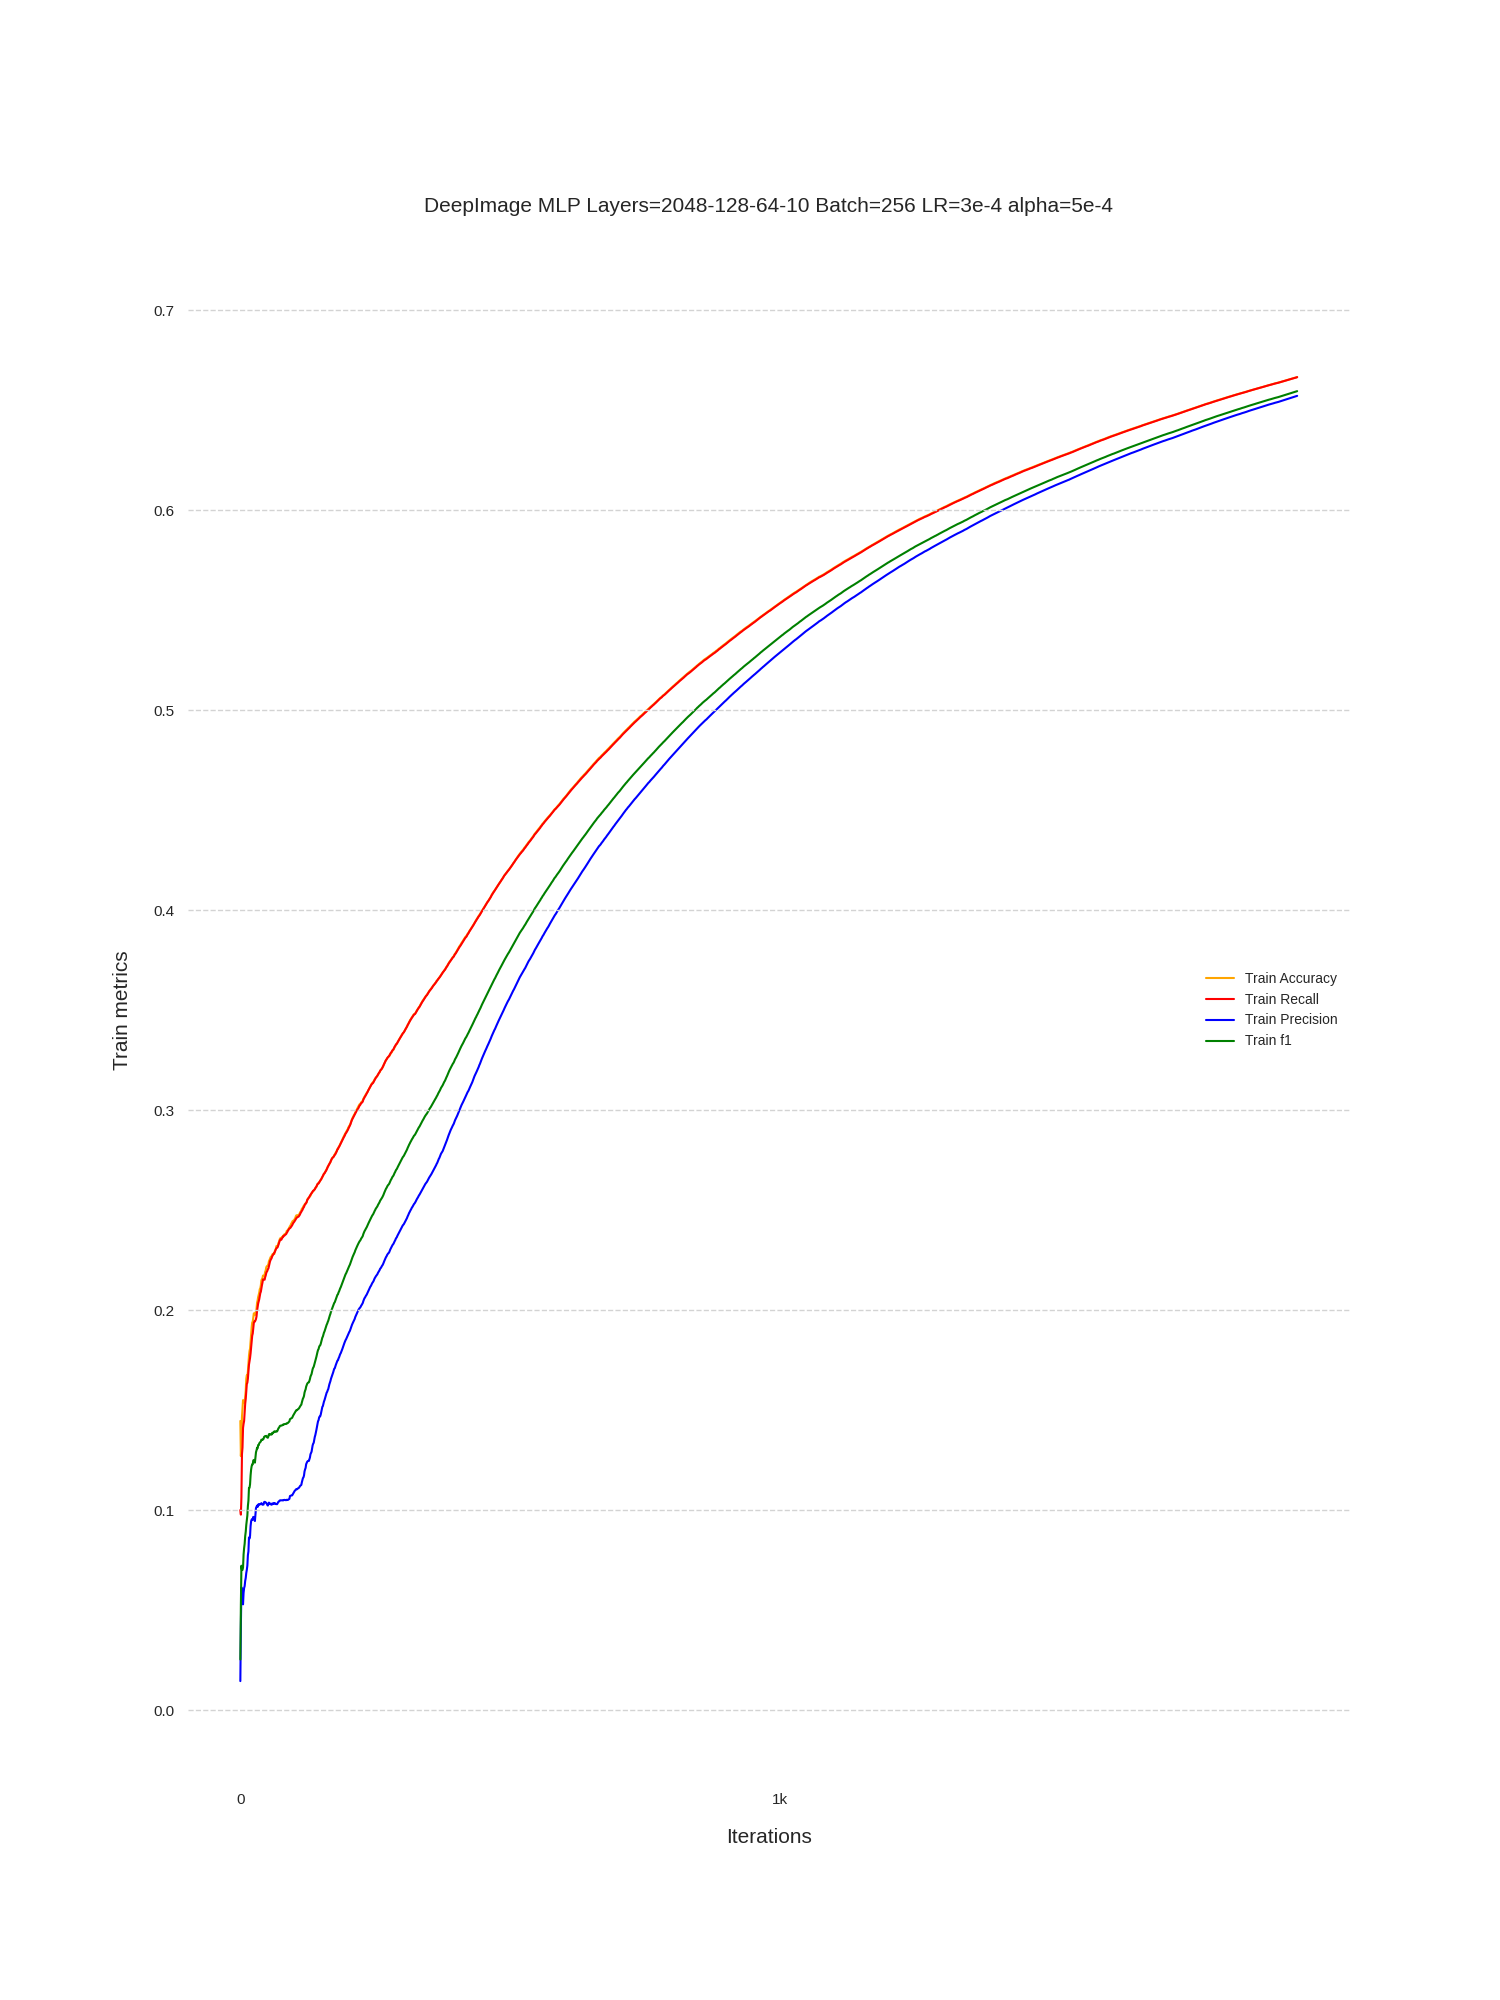 DeepImage MLP Layers=2048-128-64-10 Batch=256 LR=3e-4 alpha=5e-4
0.7
0.6
0.5
0.4
0.3
0.2
0.1
0.0
Train metrics
Train Accuracy
Train Recall
Train Precision
Train f1
0
1k
Iterations